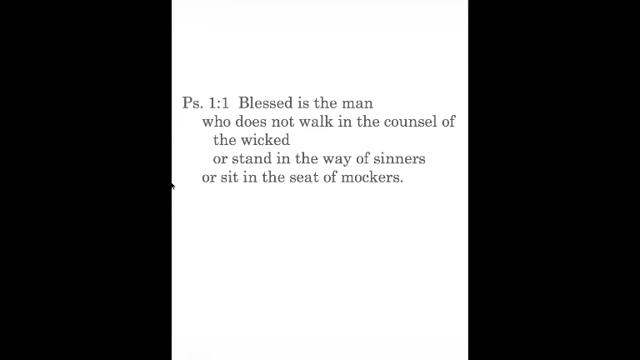 Ps. 1:1  Blessed is the man
who does not walk in the counsel of
the wicked
or stand in the way of sinners
or sit in the seat of mockers.